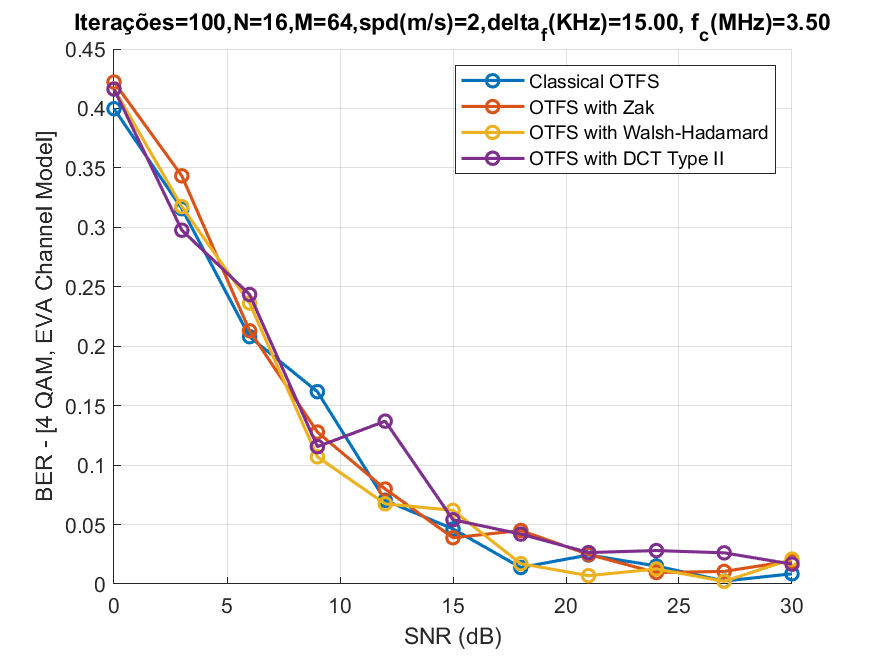 Iterações=100,N=16,M=64,spd(m/s)=2,delta_f(KHz)=15.00, f_c(MHz)=3.50
Classical OTFS
OTFS with Zak
OTFS with Walsh-Hadamard
OTFS with DCT Type II
BER - [4 QAM, EVA Channel Model]
0.45
0.4
0.35
0.3
0.25
0.2
0.15
0.1
0.05
0
0 5 10 15 20 25 30
SNR (dB)